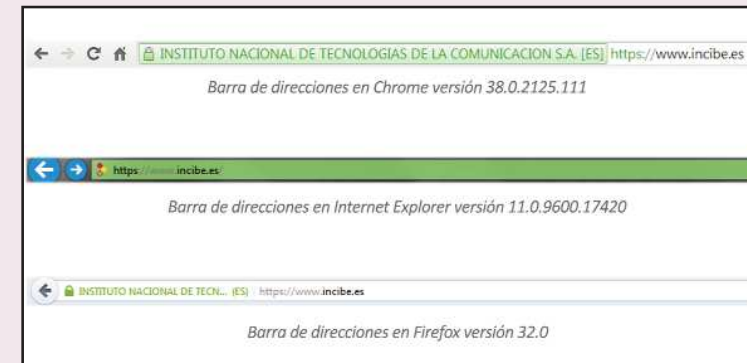 INSTITUTO NACIONAL DE TECNOLOGIAS DE LA COMUNICACION S.A. [ES] https://www.incibe.es
Barra de direcciones en Chrome versión 38.0.2125.111
https://www.incibe.es/
Barra de direcciones en Internet Explorer versión 11.0.9600.17420
INSTITUTO NACIONAL DE TECN... (ES) https://www.incibe.es
Barra de direcciones en Firefox versión 32.0